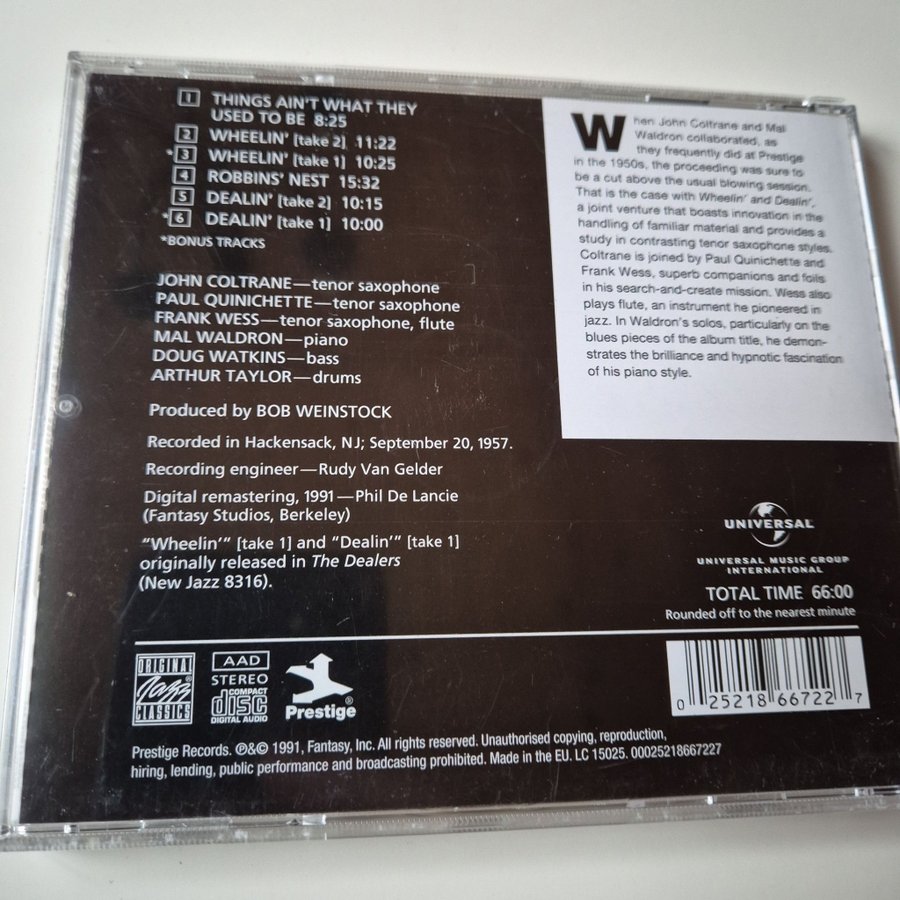 1 THINGS AIN'T WHAT THEY
USED TO BE 8:25
2 WHEELIN' [take 2] 11:22
*3 WHEELIN' [take 1] 10:25
4 ROBBINS' NEST 15:32
5 DEALIN' [take 2] 10:15
*6 DEALIN' [take 1] 10:00
*BONUS TRACKS
JOHN COLTRANE—tenor saxophone
PAUL QUINICHETTE—tenor saxophone
FRANK WESS—tenor saxophone, flute
MAL WALDRON—piano
DOUG WATKINS—bass
ARTHUR TAYLOR—drums
Produced by BOB WEINSTOCK
Recorded in Hackensack, NJ; September 20, 1957.
Recording engineer—Rudy Van Gelder
Digital remastering, 1991—Phil De Lancie
(Fantasy Studios, Berkeley)
"Wheelin'" [take 1] and "Dealin'" [take 1]
originally released in The Dealers
(New Jazz 8316).
When John Coltrane and Mal
Waldron collaborated, as
they frequently did at Prestige
in the 1950s, the proceeding was sure to
be a cut above the usual blowing session.
That is the case with Wheelin' and Dealin',
a joint venture that boasts innovation in the
handling of familiar material and provides a
study in contrasting tenor saxophone styles.
Coltrane is joined by Paul Quinichette and
Frank Wess, superb companions and foils
in his search-and-create mission. Wess also
plays flute, an instrument he pioneered in
jazz. In Waldron's solos, particularly on the
blues pieces of the album title, he demon-
strates the brilliance and hypnotic fascination
of his piano style.
UNIVERSAL
UNIVERSAL MUSIC GROUP
INTERNATIONAL
TOTAL TIME 66:00
Rounded off to the nearest minute
ORIGINAL
Jazz
CLASSICS
®
AAD
STEREO
COMPACT
disc
DIGITAL AUDIO
Prestige®
0 25218 66722 7
Prestige Records. ℗&© 1991, Fantasy, Inc. All rights reserved. Unauthorised copying, reproduction,
hiring, lending, public performance and broadcasting prohibited. Made in the EU. LC 15025. 00025218667227